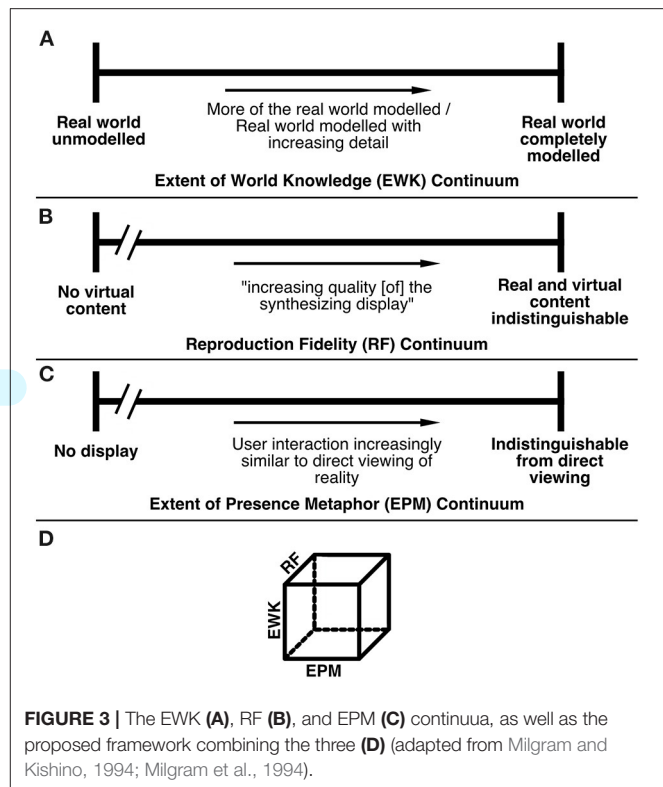 A
Real world
unmodelled
More of the real world modelled /
Real world modelled with
increasing detail
Real world
completely
modelled
Extent of World Knowledge (EWK) Continuum
B
No virtual
content
"increasing quality [of] the
synthesizing display"
Real and virtual
content
indistinguishable
Reproduction Fidelity (RF) Continuum
C
No display
User interaction increasingly
similar to direct viewing of
reality
Indistinguishable
from direct
viewing
Extent of Presence Metaphor (EPM) Continuum
D
RF
EWK
EPM
FIGURE 3 | The EWK (A), RF (B), and EPM (C) continuua, as well as the
proposed framework combining the three (D) (adapted from Milgram and
Kishino, 1994; Milgram et al., 1994).